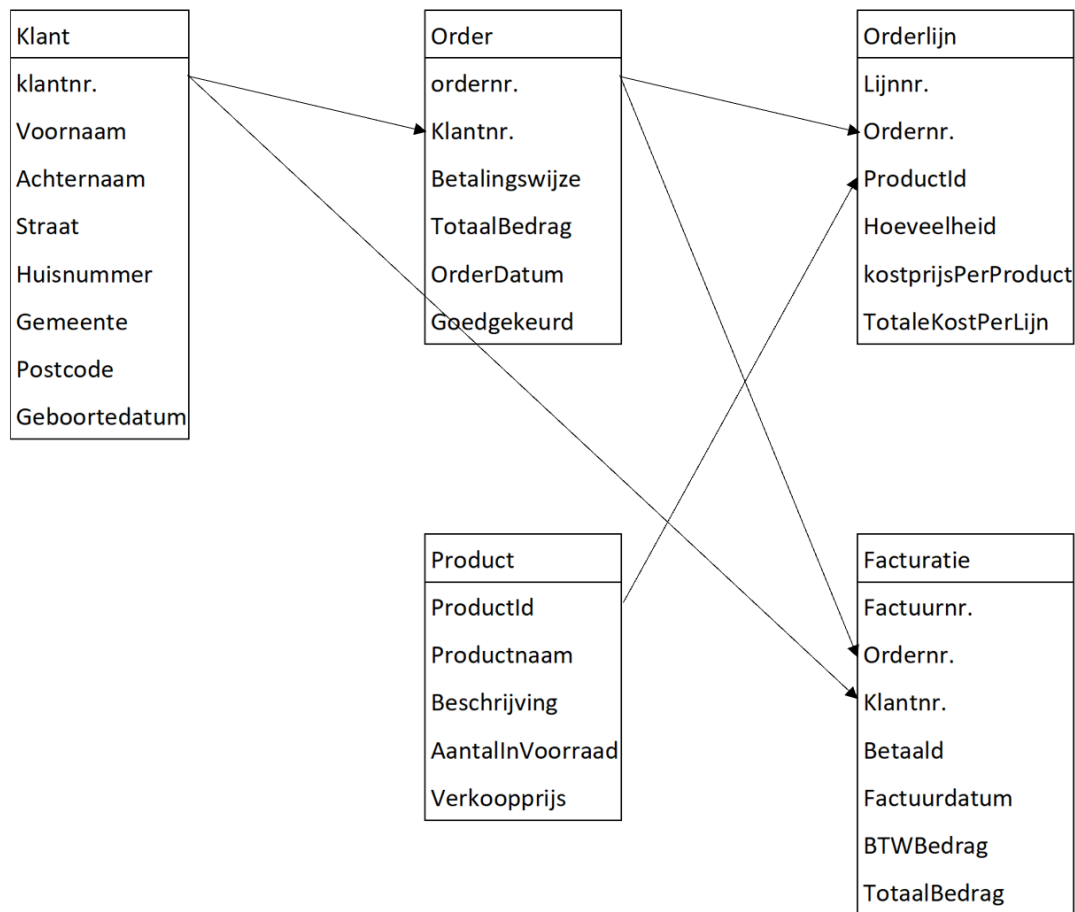 Klant
klantnr.
Voornaam
Achternaam
Straat
Huisnummer
Gemeente
Postcode
Geboortedatum
Order
ordernr.
Klantnr.
Betalingswijze
TotaalBedrag
OrderDatum
Goedgekeurd
Orderlijn
Lijnnr.
Ordernr.
ProductId
Hoeveelheid
kostprijsPerProduct
TotaleKostPerLijn
Product
ProductId
Productnaam
Beschrijving
AantalInVoorraad
Verkoopprijs
Facturatie
Factuurnr.
Ordernr.
Klantnr.
Betaald
Factuurdatum
BTWBedrag
TotaalBedrag